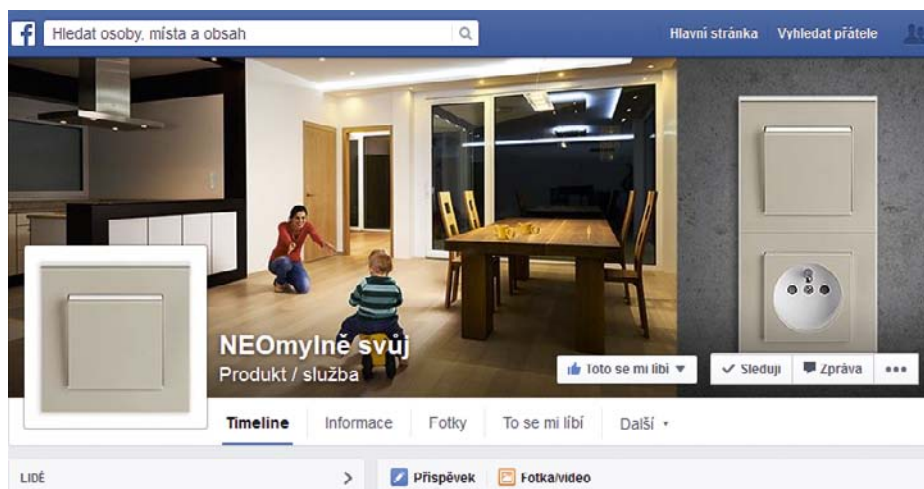 Hledat osoby, místa a obsah
Hlavní stránka Vyhledat přátele
NEOmylně svůj
Produkt / služba
Toto se mi líbí
Sleduji
Zpráva
Timeline Informace Fotky To se mi líbí Další
LIDÉ
Příspěvek Fotka/video